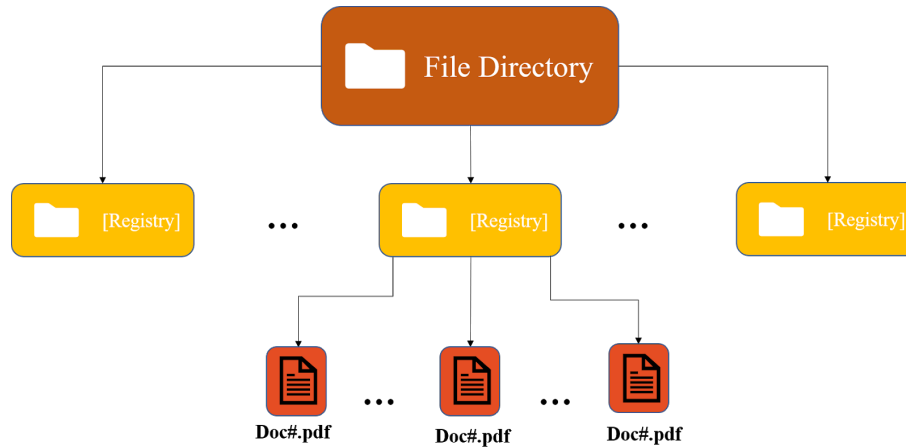 File Directory
[Registry]
...
[Registry]
...
[Registry]
...
...
Doc#.pdf
Doc#.pdf
Doc#.pdf